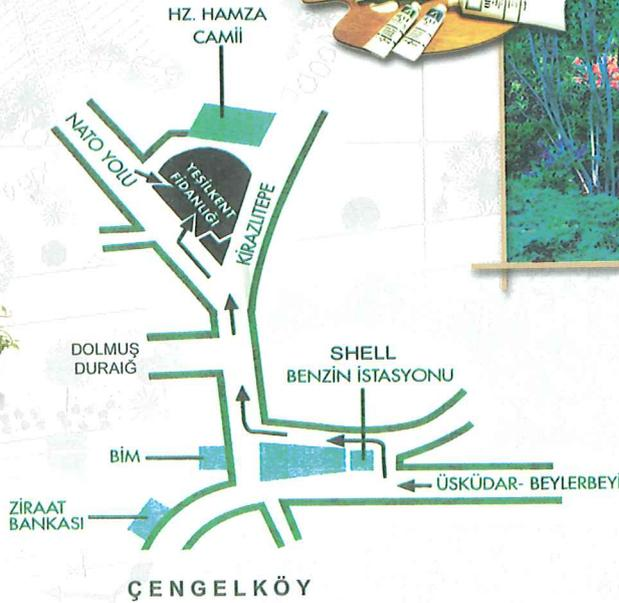 HZ. HAMZA
CAMİİ
NATO YOLU
YEŞİLKENT
FİDANLIĞI
KİRAZLITEPE
DOLMUŞ
DURAIĞ
SHELL
BENZİN İSTASYONU
BİM
ÜSKÜDAR- BEYLERBEYİ
ZİRAAT
BANKASI
ÇENGELKÖY